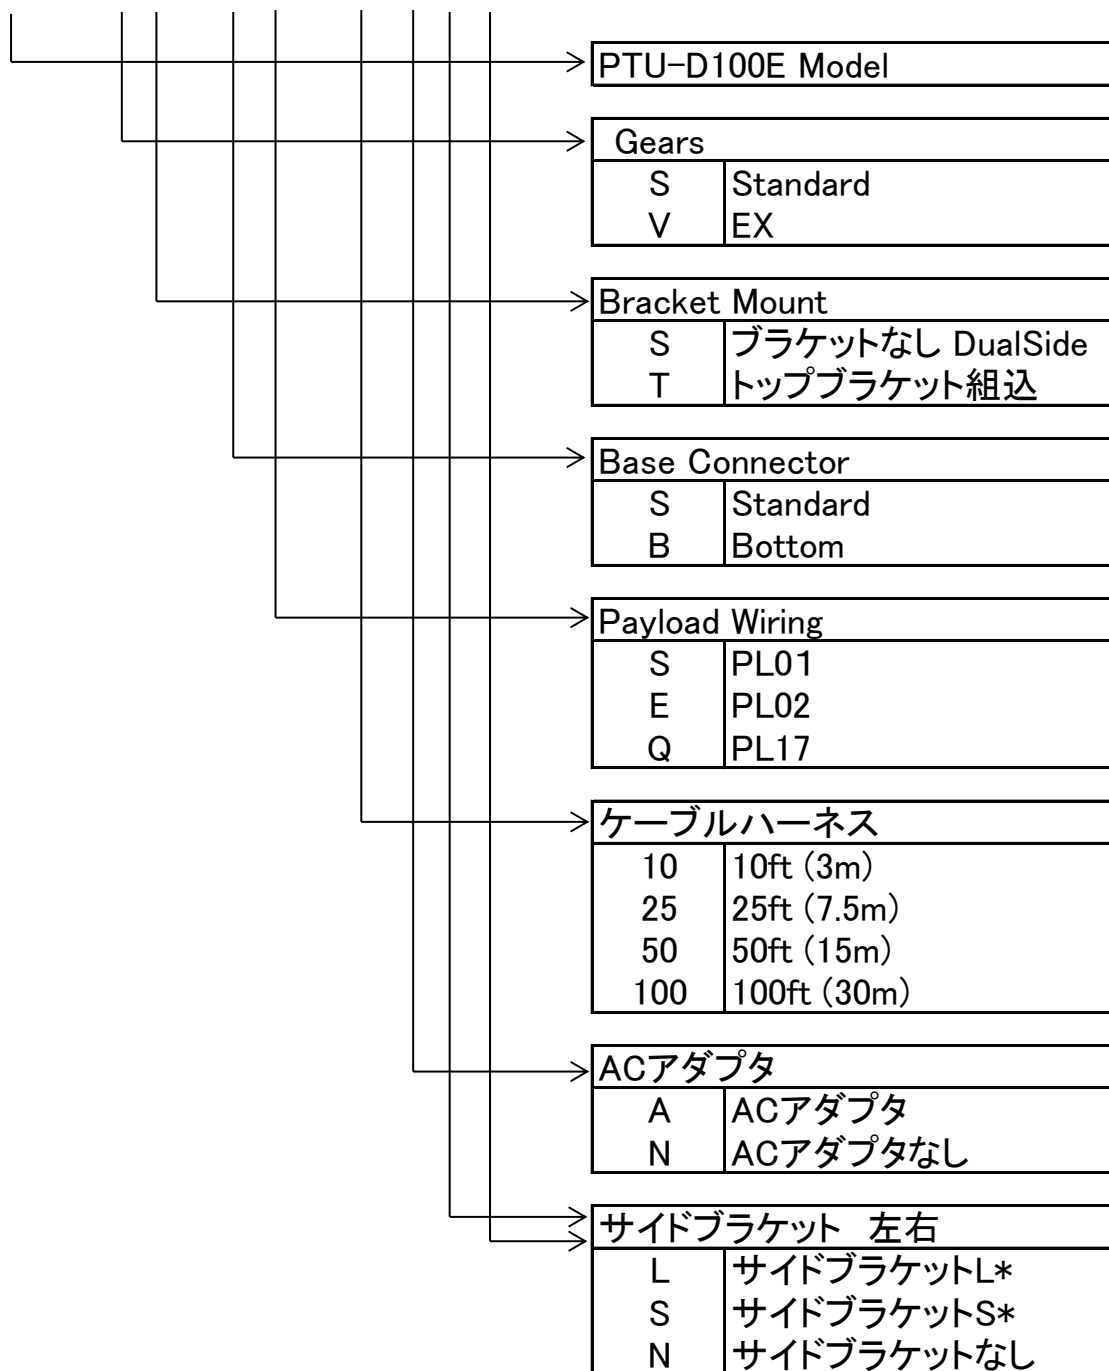 PTU-D100E Model
Gears
S Standard
V EX
Bracket Mount
S ブラケットなし DualSide
T トップブラケット組込
Base Connector
S Standard
B Bottom
Payload Wiring
S PL01
E PL02
Q PL17
ケーブルハーネス
10 10ft (3m)
25 25ft (7.5m)
50 50ft (15m)
100 100ft (30m)
ACアダプタ
A ACアダプタ
N ACアダプタなし
サイドブラケット 左右
L サイドブラケットL*
S サイドブラケットS*
N サイドブラケットなし